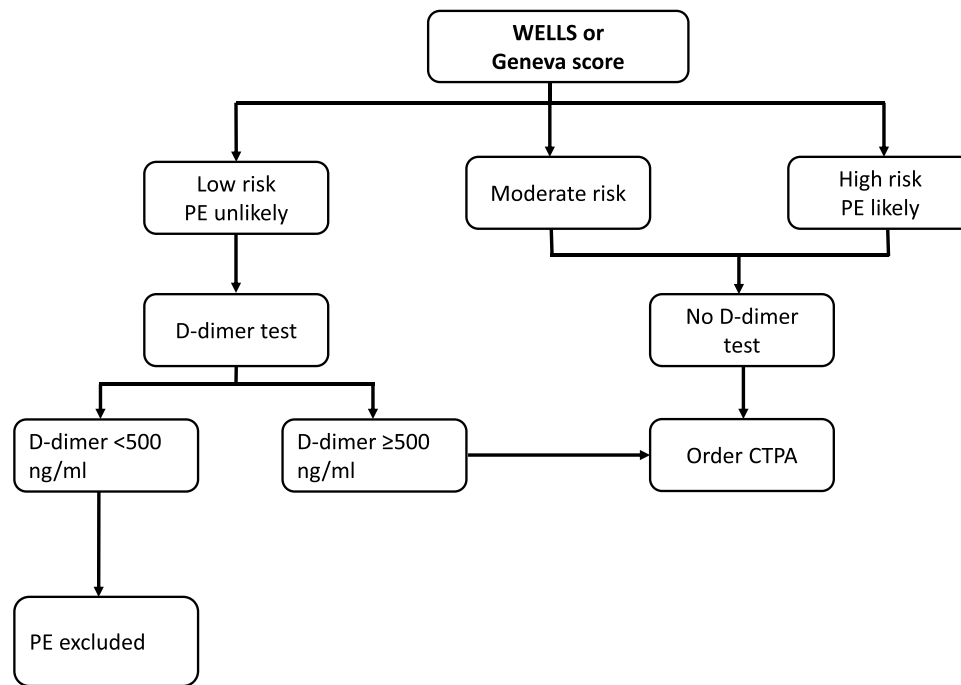 WELLS or
Geneva score
Low risk
PE unlikely
Moderate risk
High risk
PE likely
D-dimer test
No D-dimer
test
D-dimer <500
ng/ml
D-dimer ≥500
ng/ml
Order CTPA
PE excluded